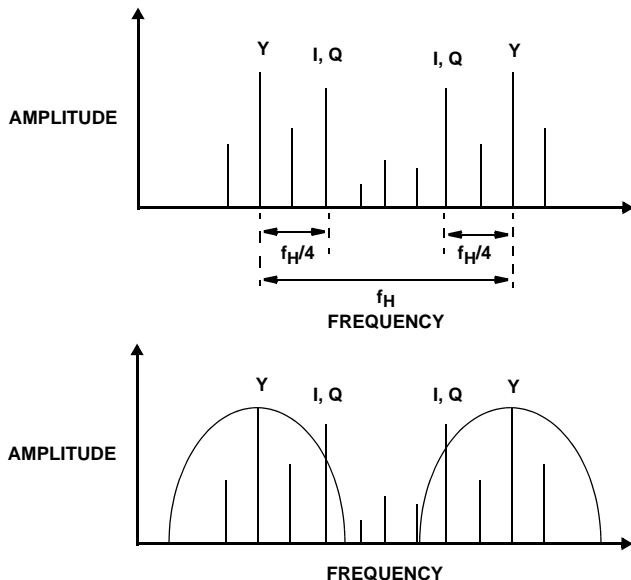 Y
I, Q
I, Q
Y
AMPLITUDE
fH/4
fH/4
fH
FREQUENCY
Y
I, Q
I, Q
Y
AMPLITUDE
FREQUENCY